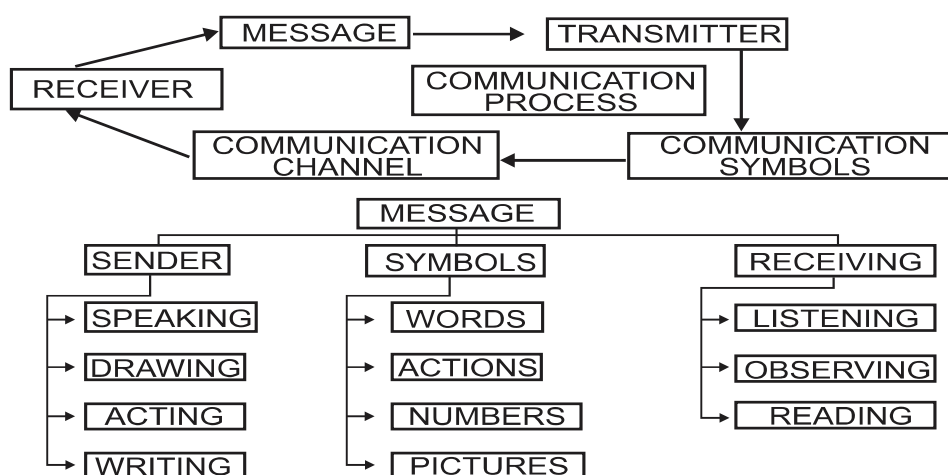 MESSAGE
TRANSMITTER
RECEIVER
COMMUNICATION
PROCESS
COMMUNICATION
CHANNEL
COMMUNICATION
SYMBOLS
MESSAGE
SENDER
SYMBOLS
RECEIVING
SPEAKING
WORDS
LISTENING
DRAWING
ACTIONS
OBSERVING
ACTING
NUMBERS
READING
WRITING
PICTURES